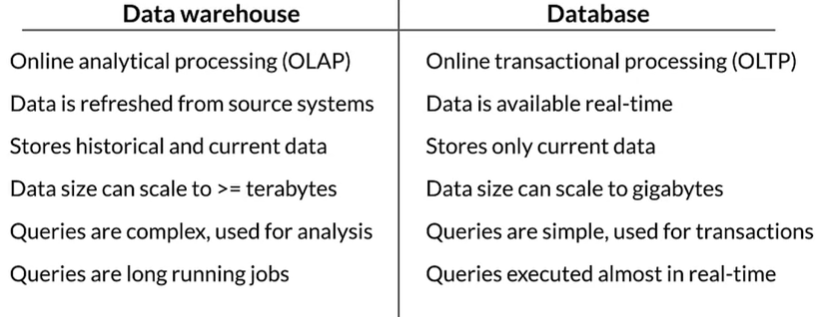 Data warehouse Database
Online analytical processing (OLAP) Online transactional processing (OLTP)
Data is refreshed from source systems Data is available real-time
Stores historical and current data Stores only current data
Data size can scale to >= terabytes Data size can scale to gigabytes
Queries are complex, used for analysis Queries are simple, used for transactions
Queries are long running jobs Queries executed almost in real-time